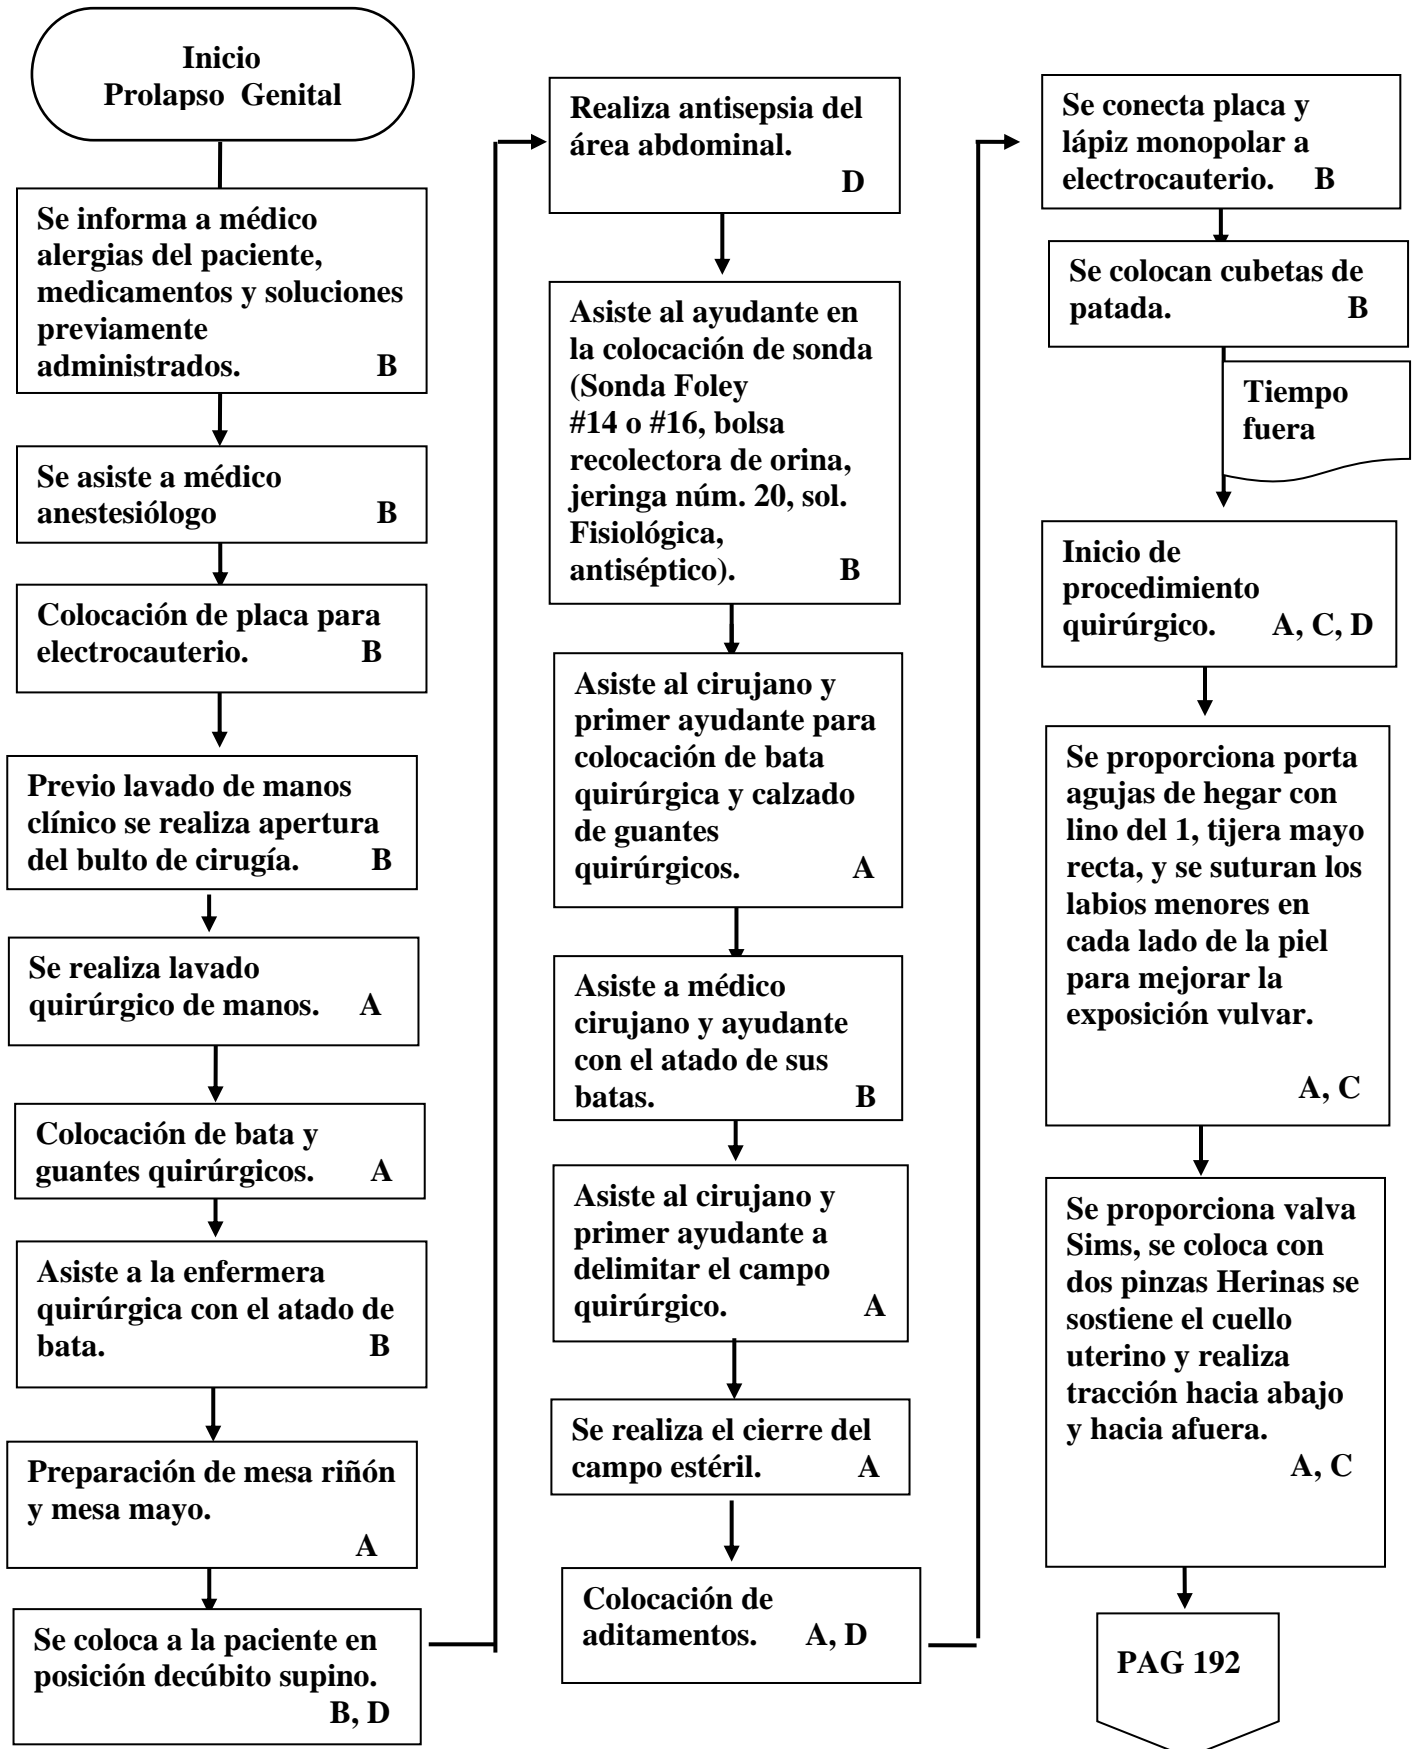 Inicio
Prolapso Genital
Se informa a médico
alergias del paciente,
medicamentos y soluciones
previamente
administrados. B
Se asiste a médico
anestesiólogo B
Colocación de placa para
electrocauterio. B
Previo lavado de manos
clínico se realiza apertura
del bulto de cirugía. B
Se realiza lavado
quirúrgico de manos. A
Colocación de bata y
guantes quirúrgicos. A
Asiste a la enfermera
quirúrgica con el atado de
bata. B
Preparación de mesa riñón
y mesa mayo.
A
Se coloca a la paciente en
posición decúbito supino.
B, D
Realiza antisepsia del
área abdominal.
D
Asiste al ayudante en
la colocación de sonda
(Sonda Foley
#14 o #16, bolsa
recolectora de orina,
jeringa núm. 20, sol.
Fisiológica,
antiséptico). B
Asiste al cirujano y
primer ayudante para
colocación de bata
quirúrgica y calzado
de guantes
quirúrgicos. A
Asiste a médico
cirujano y ayudante
con el atado de sus
batas. B
Asiste al cirujano y
primer ayudante a
delimitar el campo
quirúrgico. A
Se realiza el cierre del
campo estéril. A
Colocación de
aditamentos. A, D
Se conecta placa y
lápiz monopolar a
electrocauterio. B
Se colocan cubetas de
patada. B
Tiempo
fuera
Inicio de
procedimiento
quirúrgico. A, C, D
Se proporciona porta
agujas de hegar con
lino del 1, tijera mayo
recta, y se suturan los
labios menores en
cada lado de la piel
para mejorar la
exposición vulvar.
A, C
Se proporciona valva
Sims, se coloca con
dos pinzas Herinas se
sostiene el cuello
uterino y realiza
tracción hacia abajo
y hacia afuera.
A, C
PAG 192